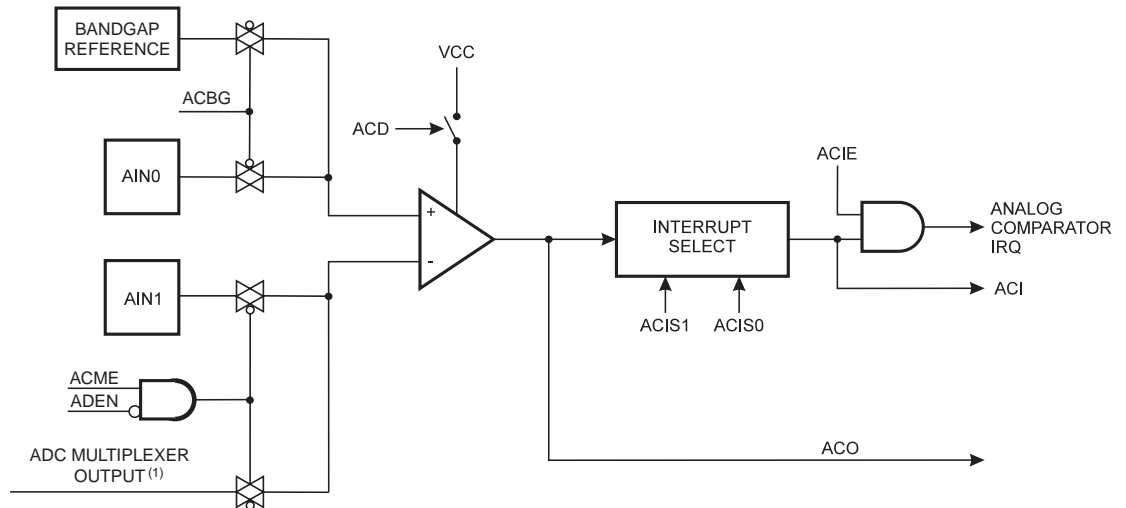 BANDGAP
REFERENCE
VCC
ACBG
ACD
AIN0
ACIE
+
-
INTERRUPT
SELECT
ANALOG
COMPARATOR
IRQ
AIN1
ACI
ACIS1 ACIS0
ACME
ADEN
ADC MULTIPLEXER
OUTPUT (1)
ACO